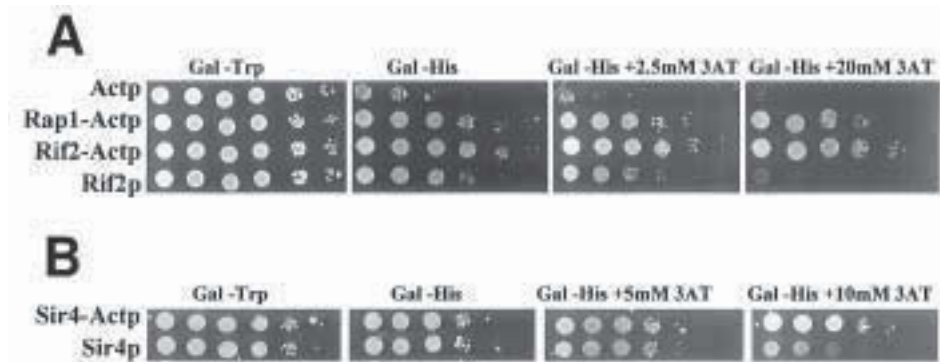 A
Gal -Trp Gal -His Gal -His +2.5mM 3AT Gal -His +20mM 3AT
Actp
Rap1-Actp
Rif2-Actp
Rif2p
B
Gal -Trp Gal -His Gal -His +5mM 3AT Gal -His +10mM 3AT
Sir4-Actp
Sir4p